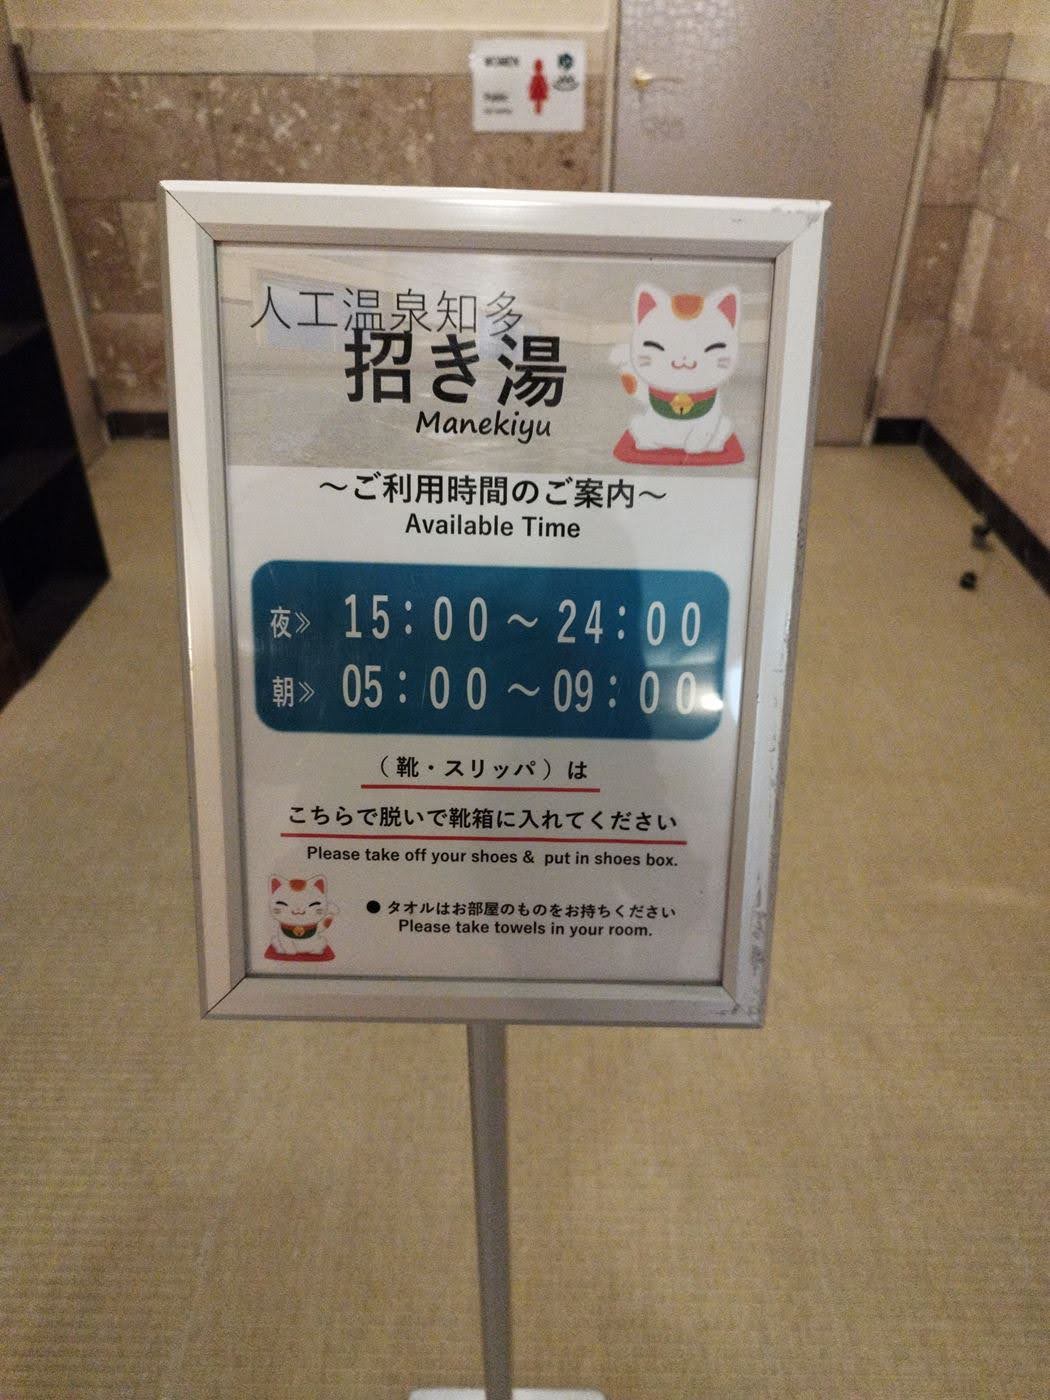 WOMEN
人工温泉知多
招き湯
Manekiyu
～ご利用時間のご案内～
Available Time
夜》 15：00～24：00
朝》 05：00～09：00
（靴・スリッパ）は
こちらで脱いで靴箱に入れてください
Please take off your shoes & put in shoes box.
● タオルはお部屋のものをお持ちください
Please take towels in your room.